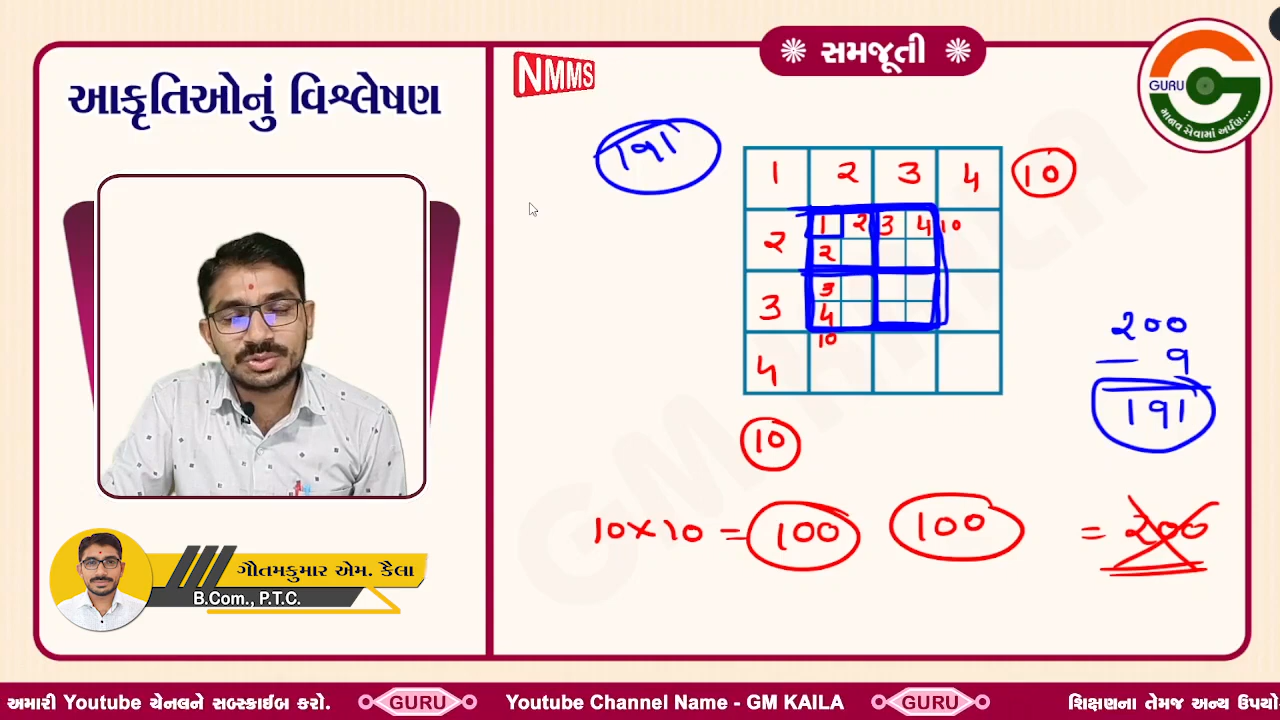 સમજૂતી
NMMS
આકૃતિઓનું વિશ્લેષણ
GURU
માનવ સેવામાં અર્પણ...
191
1 2 3 4 10
2 1 2 3 4 10
2
3 3
4
10
4
10
200
- 9
191
10 x 10 = 100 100 = 200
ગૌતમકુમાર એમ. કૈલા
B.Com., P.T.C.
અમારી Youtube ચેનલને સબસ્ક્રાઈબ કરો. GURU Youtube Channel Name - GM KAILA GURU શિક્ષણના તેમજ અન્ય ઉપયો